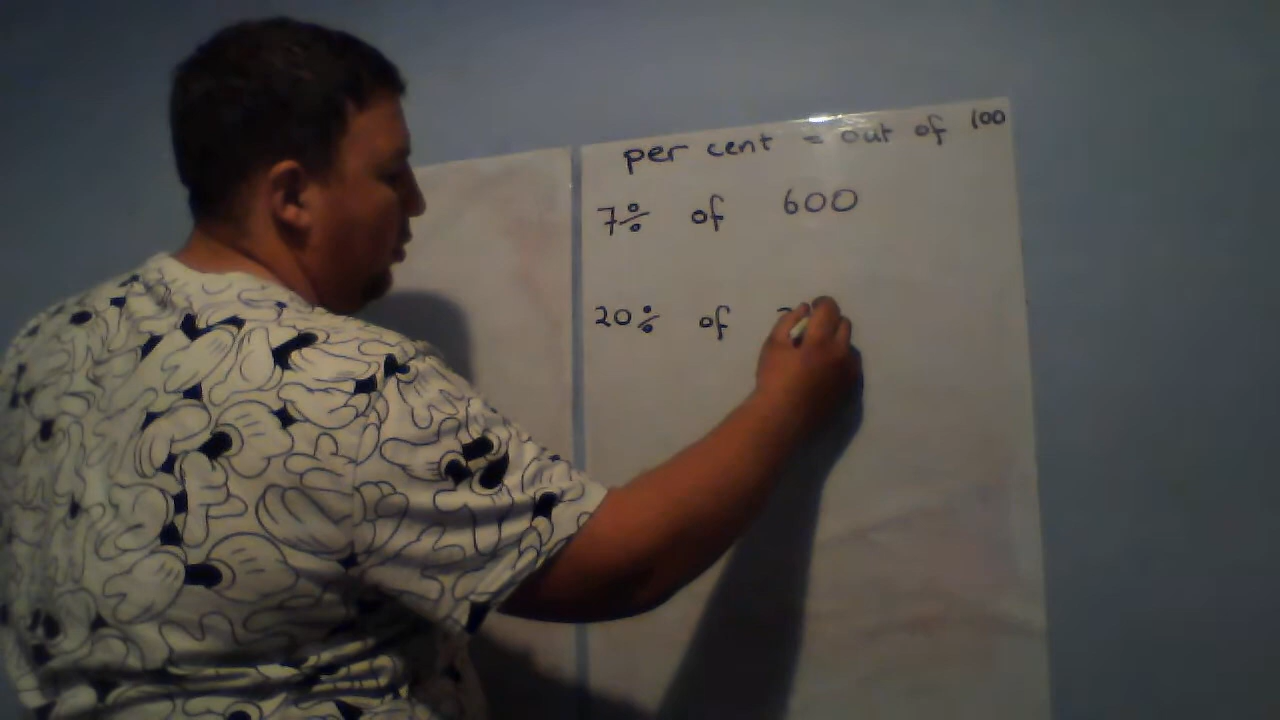 per cent = out of 100
7% of 600
20% of